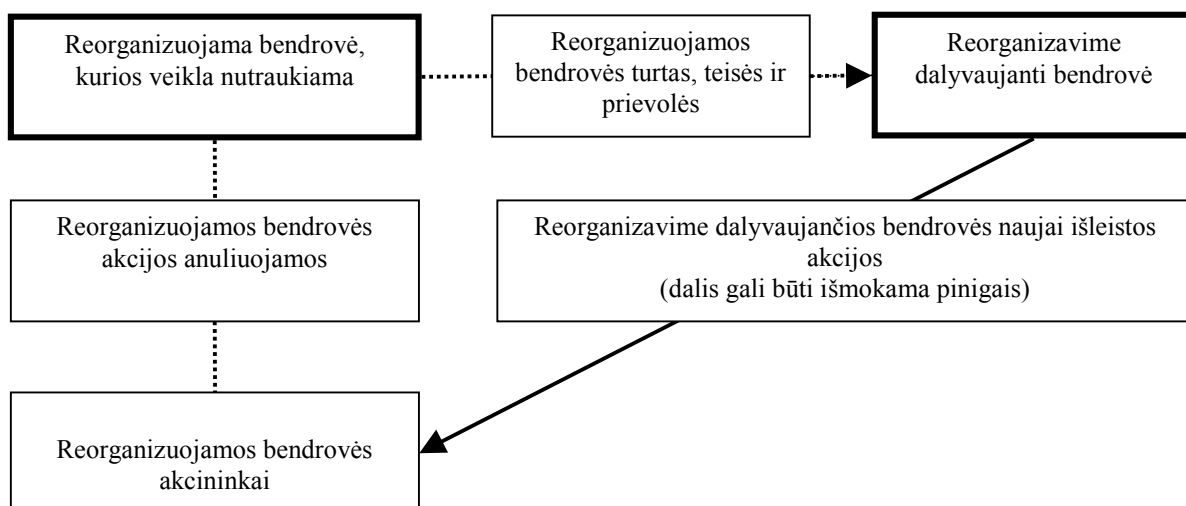 Reorganizuojama bendrovė,
kurios veikla nutraukiama
Reorganizuojamos
bendrovės turtas, teisės ir
prievolės
Reorganizavime
dalyvaujanti bendrovė
Reorganizuojamos bendrovės
akcijos anuliuojamos
Reorganizavime dalyvaujančios bendrovės naujai išleistos
akcijos
(dalis gali būti išmokama pinigais)
Reorganizuojamos bendrovės
akcininkai